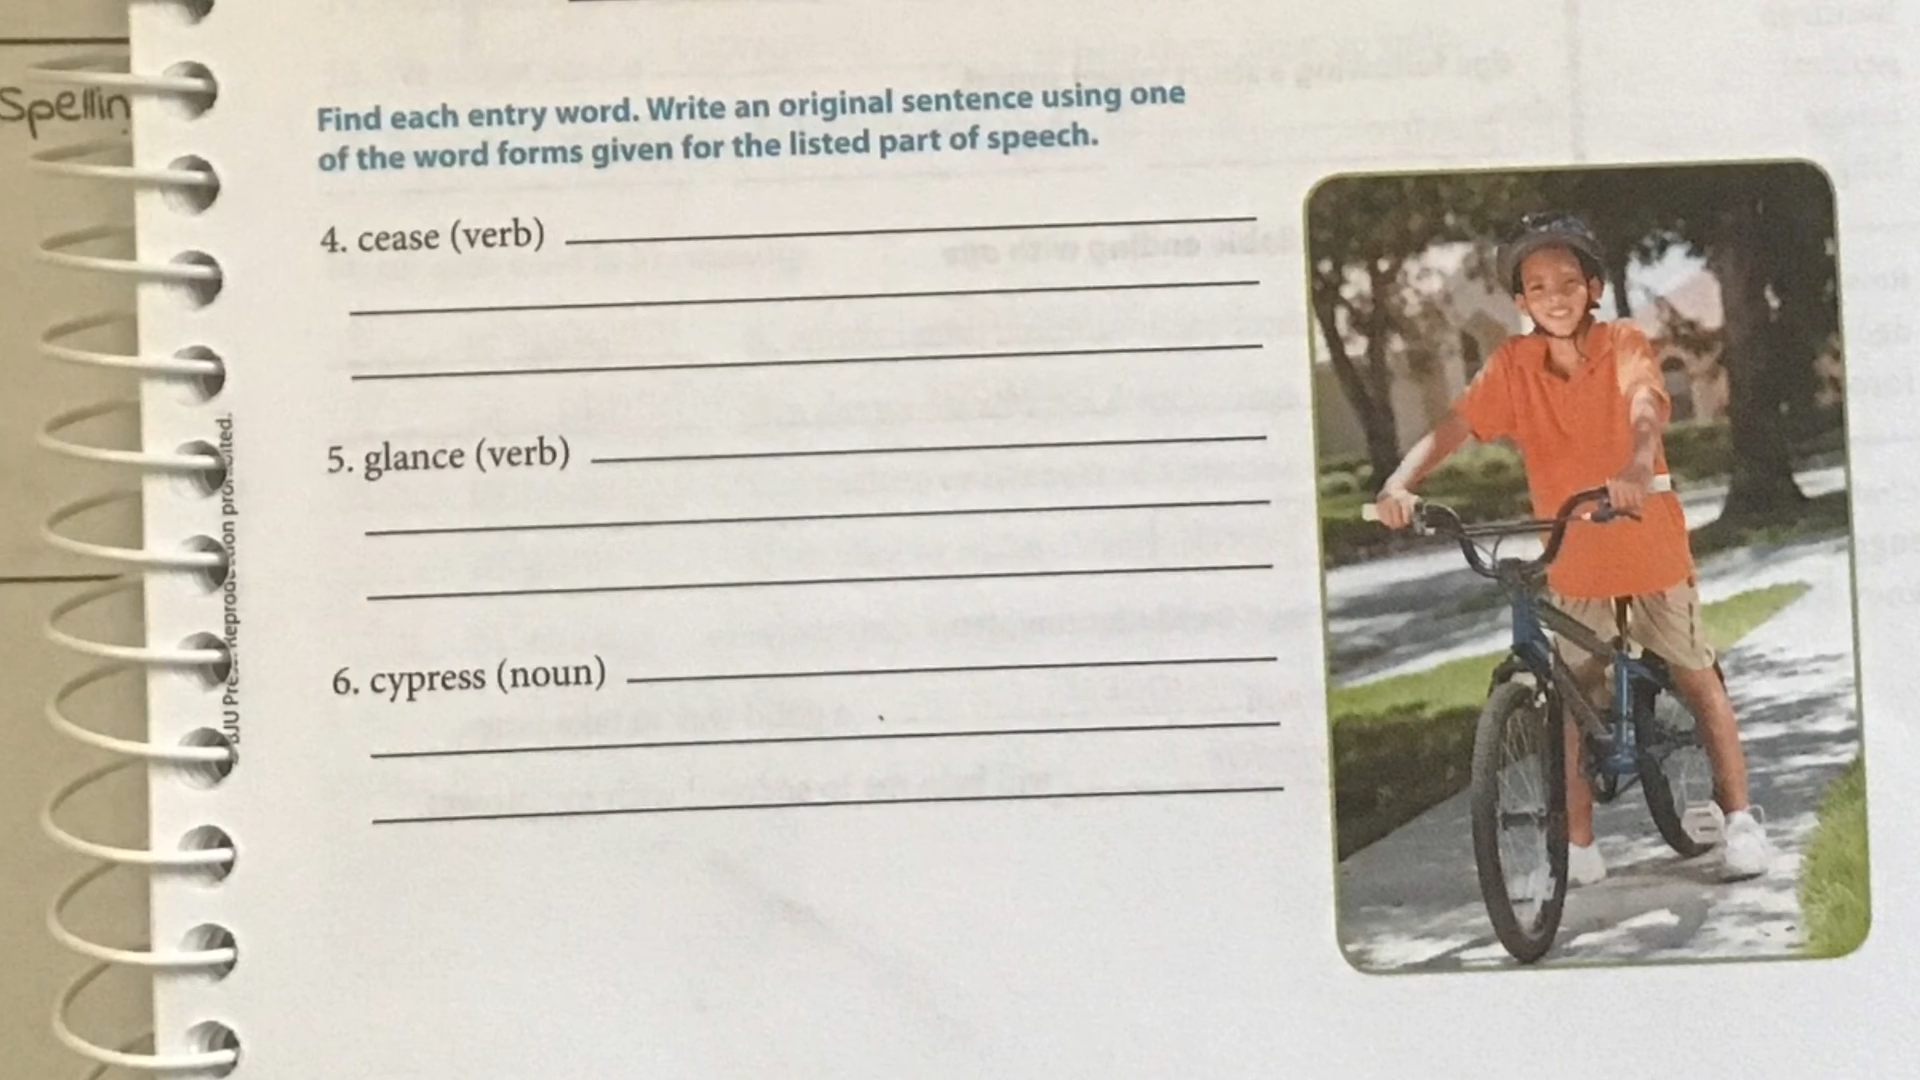 Spellin
Find each entry word. Write an original sentence using one
of the word forms given for the listed part of speech.
4. cease (verb)
5. glance (verb)
6. cypress (noun)